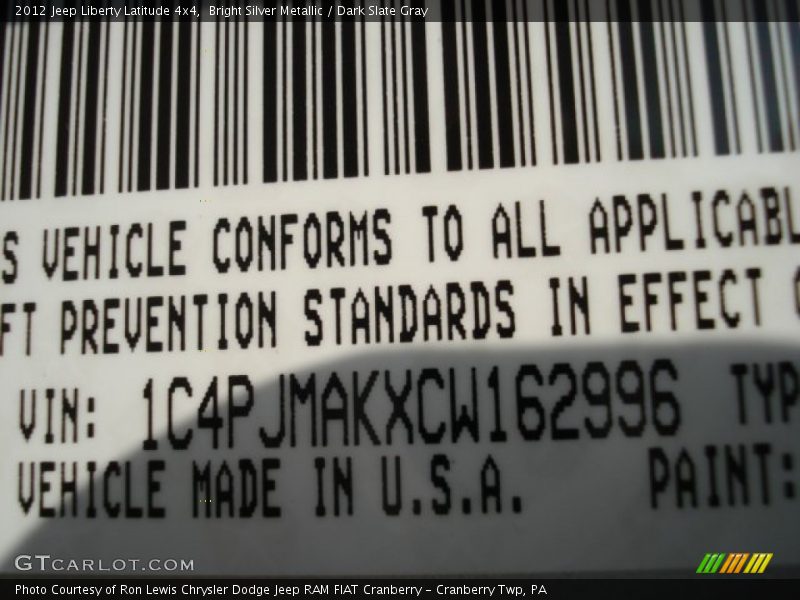 2012 Jeep Liberty Latitude 4x4, Bright Silver Metallic / Dark Slate Gray
S VEHICLE CONFORMS TO ALL APPLICABL
FT PREVENTION STANDARDS IN EFFECT
VIN: 1C4PJMAKXCW162996 TYP
VEHICLE MADE IN U.S.A. PAINT:
GTCARLOT.COM
Photo Courtesy of Ron Lewis Chrysler Dodge Jeep RAM FIAT Cranberry - Cranberry Twp, PA